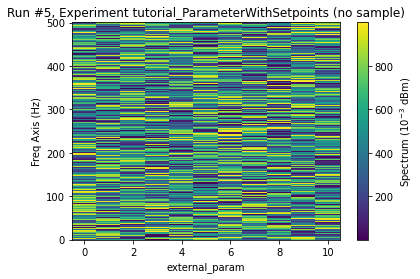 Run #5, Experiment tutorial_ParameterWithSetpoints (no sample)
500
400
300
200
100
0
Freq Axis (Hz)
0 2 4 6 8 10
external_param
800
600
400
200
Spectrum (10⁻³ dBm)